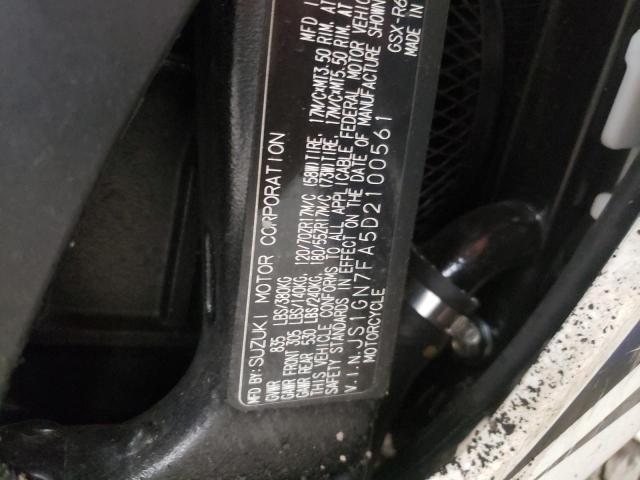 MFD BY: SUZUKI MOTOR CORPORATION MFD
GVWR 835 LBS/380KG
GAWR FRONT 305 LBS/140KG. 120/70ZR17M/C (58W) TIRE, 17M/C×MT3.50 RIM. AT
GAWR REAR 530 LBS/240KG. 180/55ZR17M/C (73W) TIRE, 17M/C×MT5.50 RIM. AT
THIS VEHICLE CONFORMS TO ALL APPLICABLE FEDERAL MOTOR VEHIC
SAFETY STANDARDS IN EFFECT ON THE DATE OF MANUFACTURE SHOWN
V.I.N. JS1GN7FA5D2100561 GSX-R6
MOTORCYCLE MADE IN